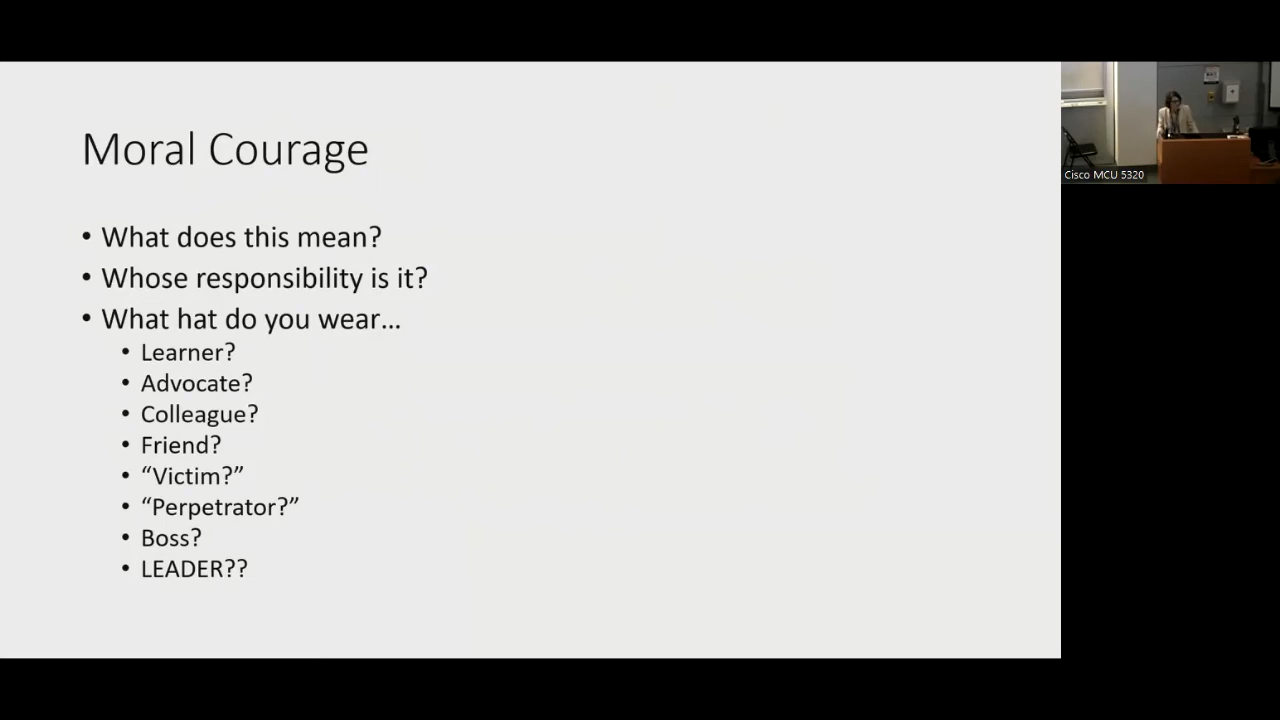 Moral Courage
• What does this mean?
• Whose responsibility is it?
• What hat do you wear...
• Learner?
• Advocate?
• Colleague?
• Friend?
• “Victim?”
• “Perpetrator?”
• Boss?
• LEADER??
Cisco MCU 5320